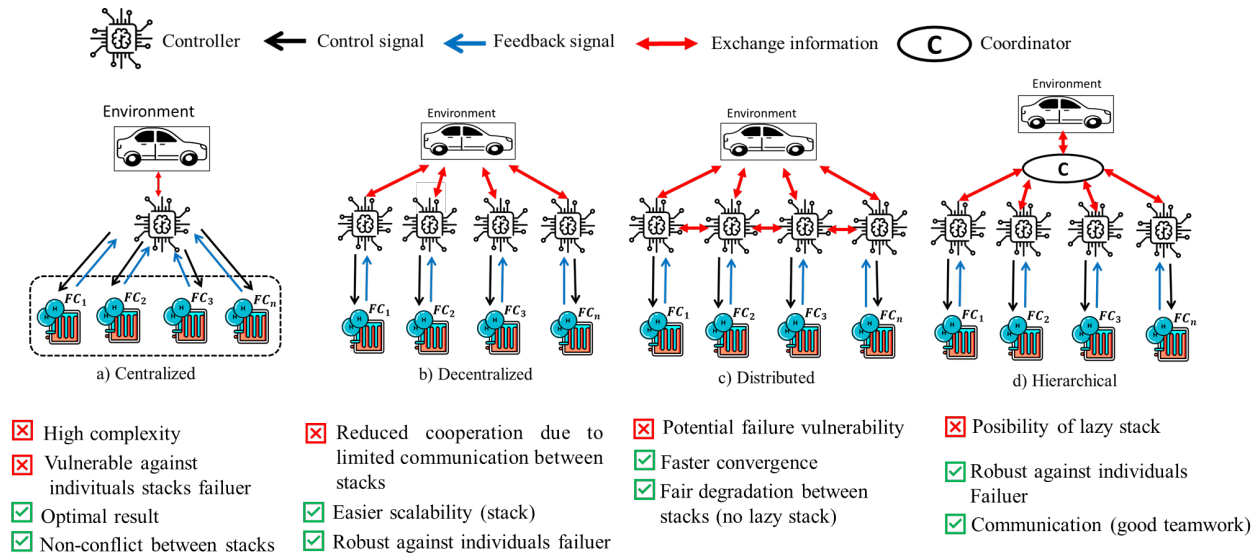 Controller
Control signal
Feedback signal
Exchange information
C
Coordinator
Environment
FC1
FC2
FC3
FCn
a) Centralized
High complexity
Vulnerable against
indivituals stacks failuer
Optimal result
Non-conflict between stacks
Environment
FC1
FC2
FC3
FCn
b) Decentralized
Reduced cooperation due to
limited communication between
stacks
Easier scalability (stack)
Robust against individuals failuer
Environment
FC1
FC2
FC3
FCn
c) Distributed
Potential failure vulnerability
Faster convergence
Fair degradation between
stacks (no lazy stack)
Environment
C
FC1
FC2
FC3
FCn
d) Hierarchical
Posibility of lazy stack
Robust against individuals
Failuer
Communication (good teamwork)